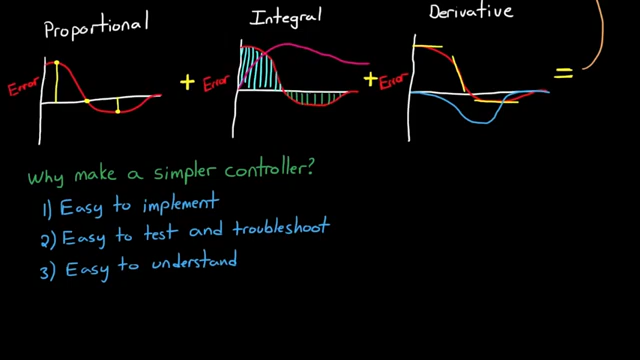 Proportional
Integral
Derivative
Error
+
Error
+
Error
=
Why make a simpler controller?
1) Easy to implement
2) Easy to test and troubleshoot
3) Easy to understand